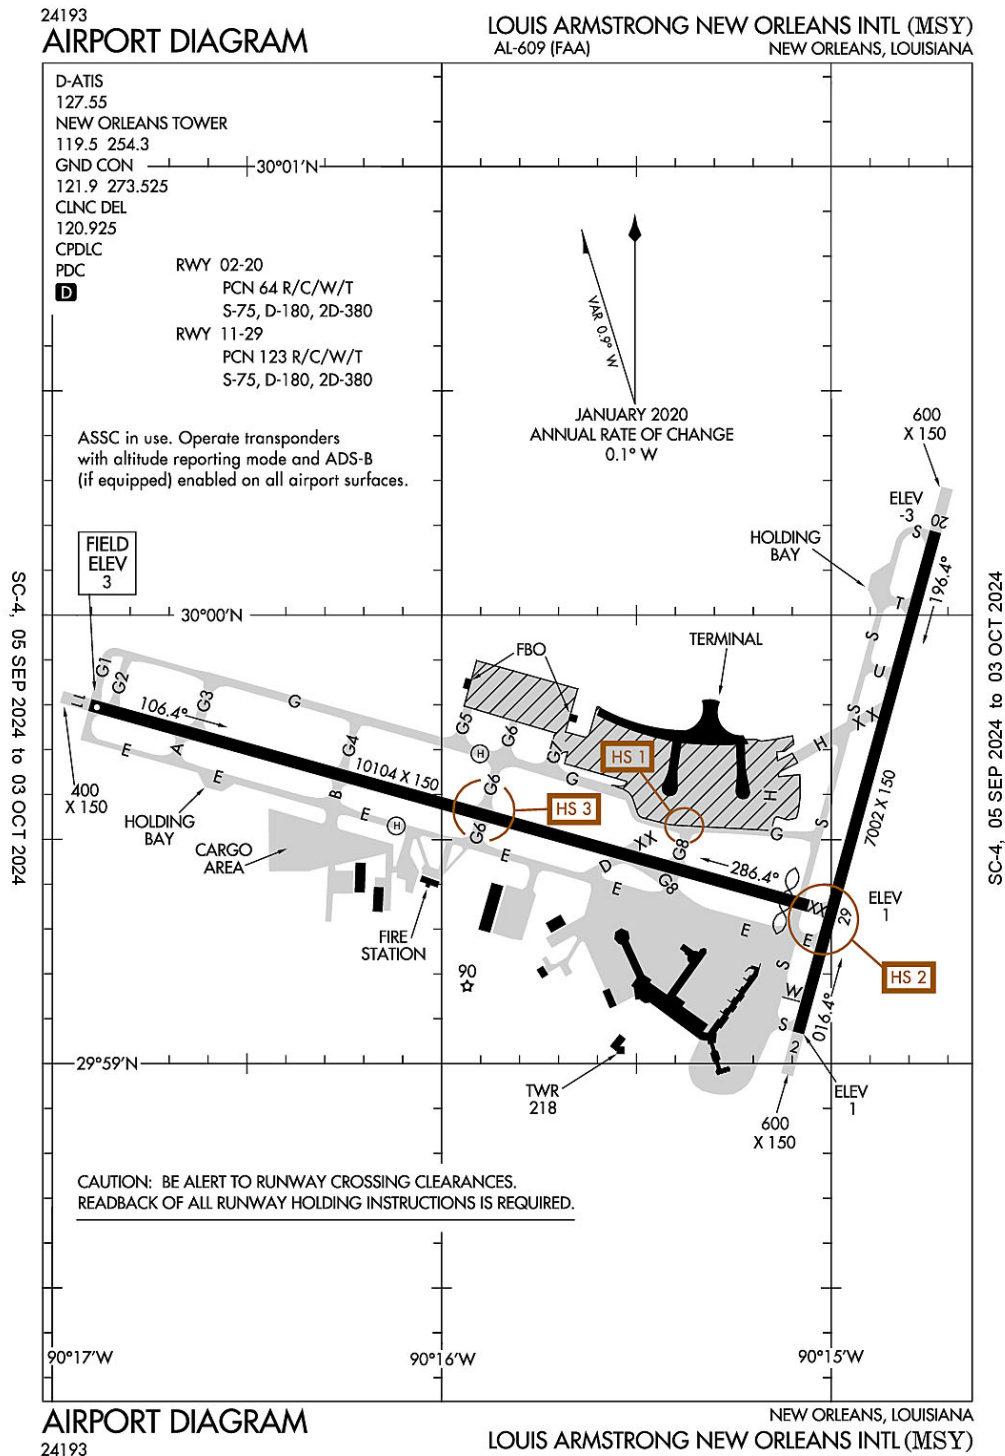 24193
AIRPORT DIAGRAM
LOUIS ARMSTRONG NEW ORLEANS INTL (MSY)
AL-609 (FAA)
NEW ORLEANS, LOUISIANA
D-ATIS
127.55
NEW ORLEANS TOWER
119.5 254.3
GND CON
121.9 273.525
CLNC DEL
120.925
CPDLC
PDC
D
30°01'N
RWY 02-20
PCN 64 R/C/W/T
S-75, D-180, 2D-380
RWY 11-29
PCN 123 R/C/W/T
S-75, D-180, 2D-380
VAR 0.9° W
JANUARY 2020
ANNUAL RATE OF CHANGE
0.1° W
ASSC in use. Operate transponders
with altitude reporting mode and ADS-B
(if equipped) enabled on all airport surfaces.
600
X 150
ELEV
-3
20
S
HOLDING
BAY
196.4°
T
FIELD
ELEV
3
30°00'N
S
U
S
XX
H
FBO
TERMINAL
G1
G2
G3
G
11
106.4°
G4
G5
G6
G7
H
G
HS 1
E
A
E
10104 X 150
G6
HS 3
H
400
X 150
HOLDING
BAY
B
E
H
G6
E
XX
G8
G
S
7002 X 150
CARGO
AREA
D
E
G8
286.4°
XX
29
ELEV
1
E
E
HS 2
FIRE
STATION
90
S
W
S
016.4°
2
29°59'N
TWR
218
ELEV
1
600
X 150
CAUTION: BE ALERT TO RUNWAY CROSSING CLEARANCES.
READBACK OF ALL RUNWAY HOLDING INSTRUCTIONS IS REQUIRED.
90°17'W
90°16'W
90°15'W
SC-4, 05 SEP 2024 to 03 OCT 2024
SC-4, 05 SEP 2024 to 03 OCT 2024
AIRPORT DIAGRAM
24193
NEW ORLEANS, LOUISIANA
LOUIS ARMSTRONG NEW ORLEANS INTL (MSY)